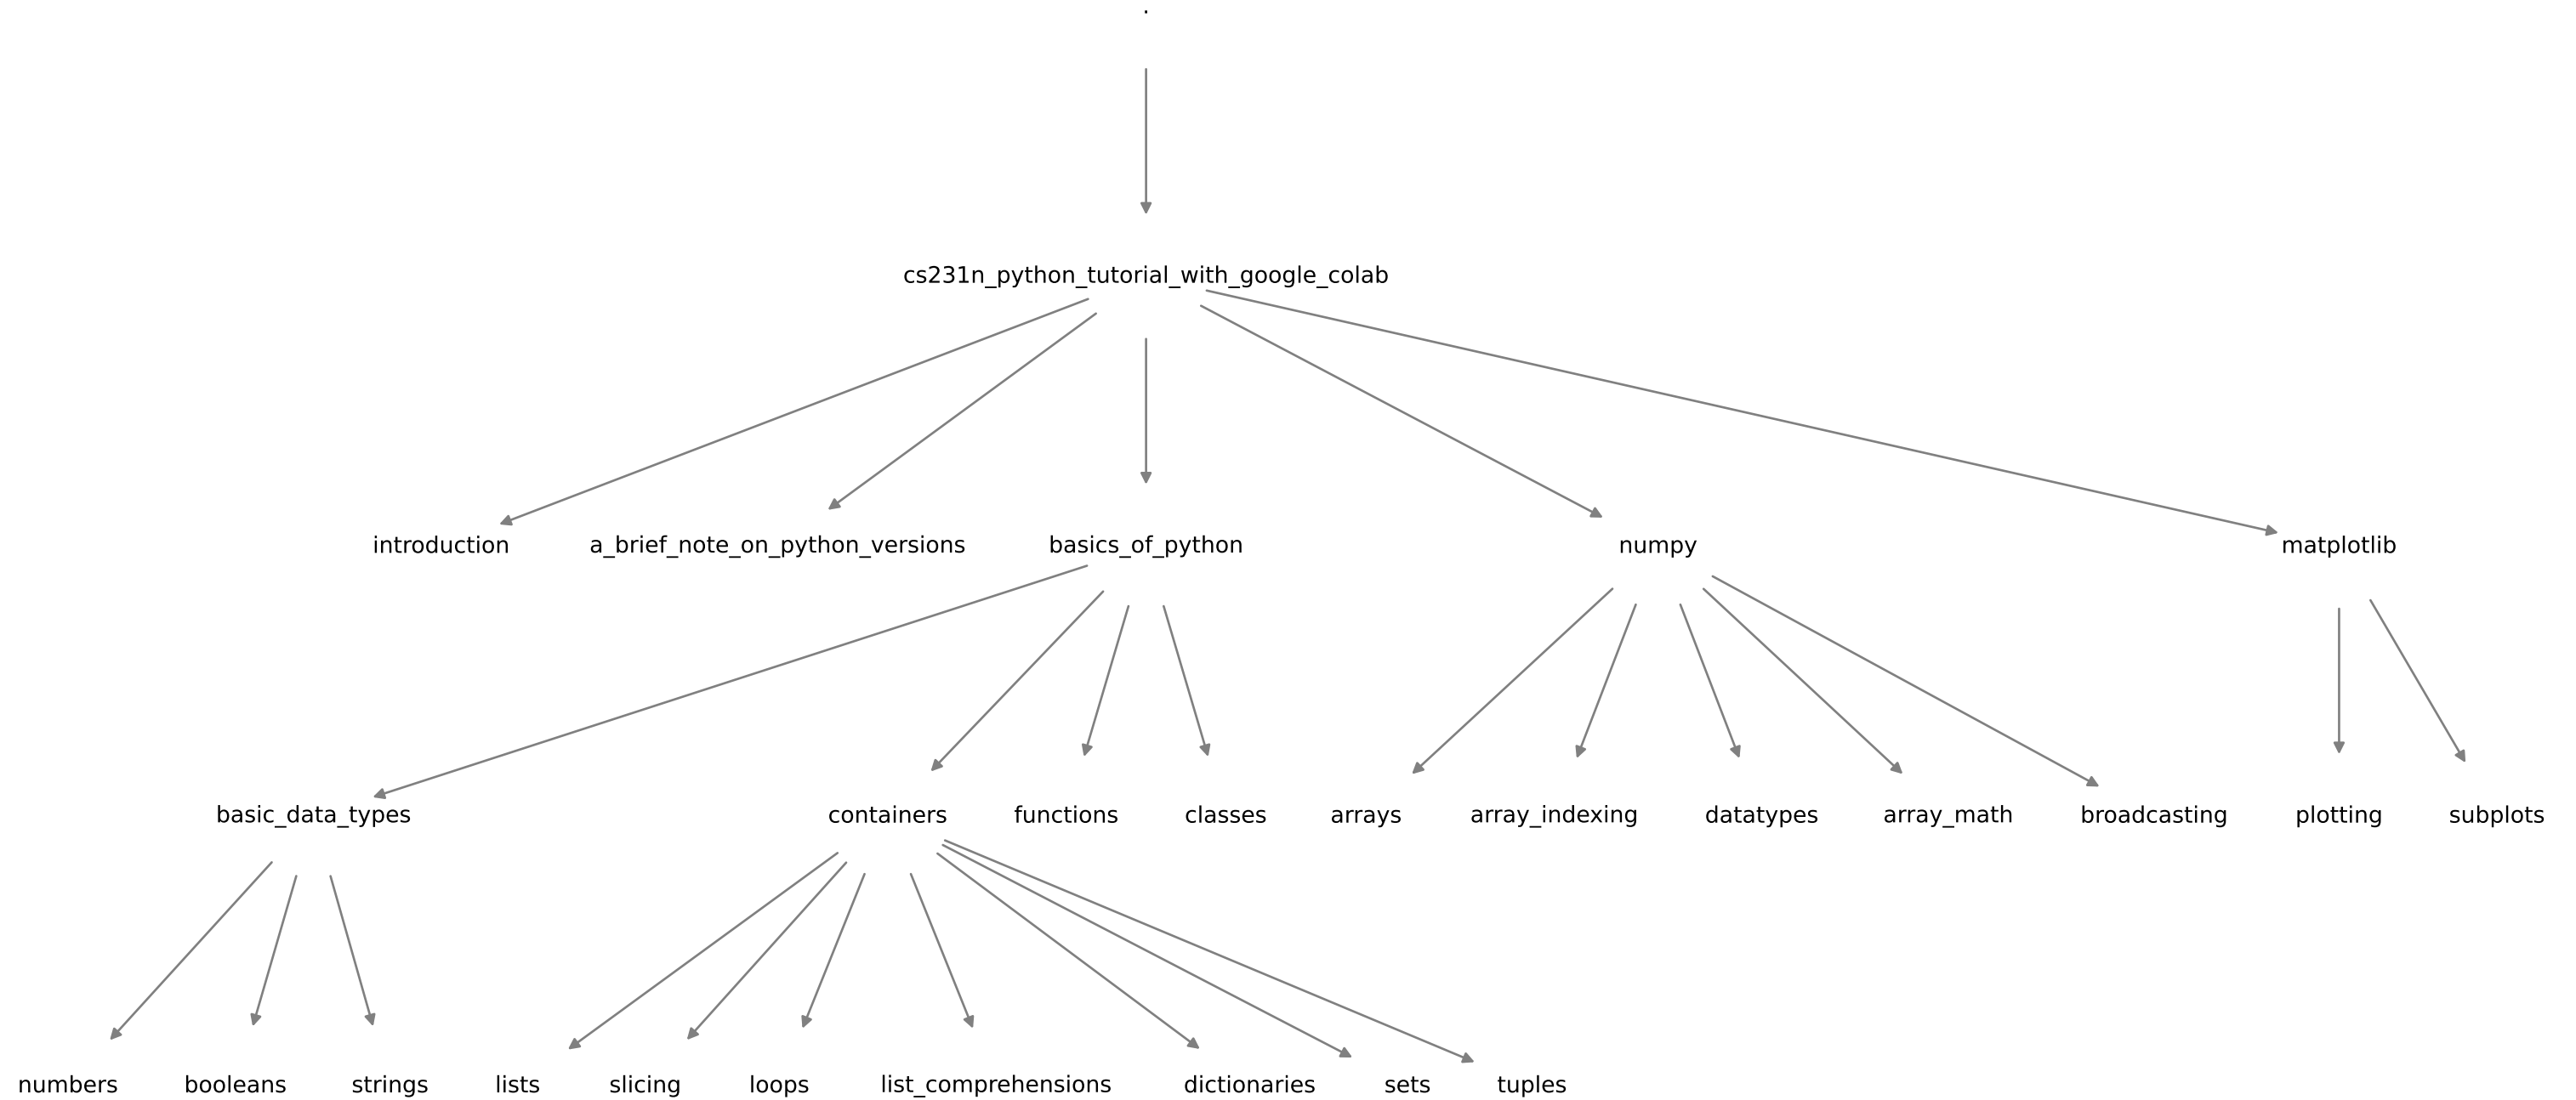 .
cs231n_python_tutorial_with_google_colab
introduction a_brief_note_on_python_versions basics_of_python numpy matplotlib
basic_data_types containers functions classes arrays array_indexing datatypes array_math broadcasting plotting subplots
numbers booleans strings lists slicing loops list_comprehensions dictionaries sets tuples